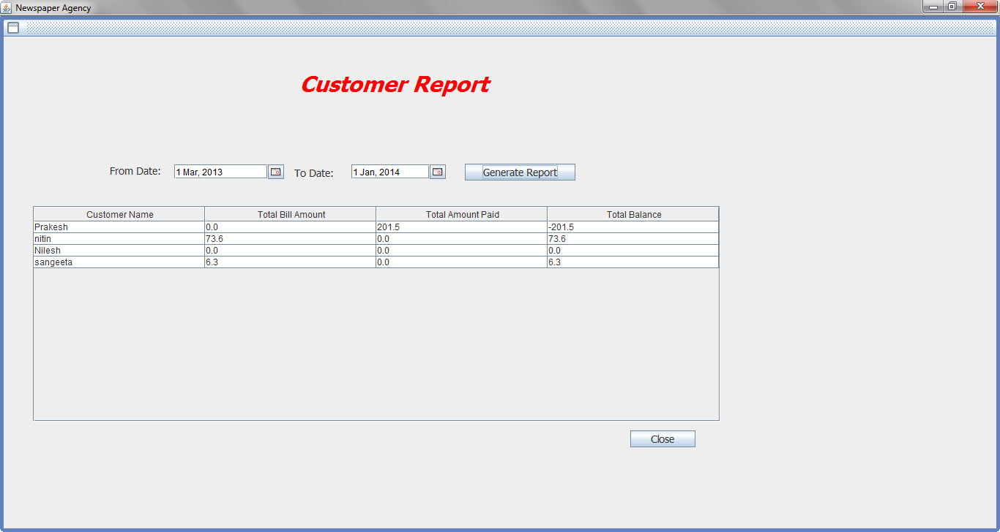 Newspaper Agency
Customer Report
From Date: 1 Mar, 2013 To Date: 1 Jan, 2014 Generate Report
Customer Name Total Bill Amount Total Amount Paid Total Balance
Prakesh 0.0 201.5 -201.5
nitin 73.6 0.0 73.6
Nilesh 0.0 0.0 0.0
sangeeta 6.3 0.0 6.3
Close